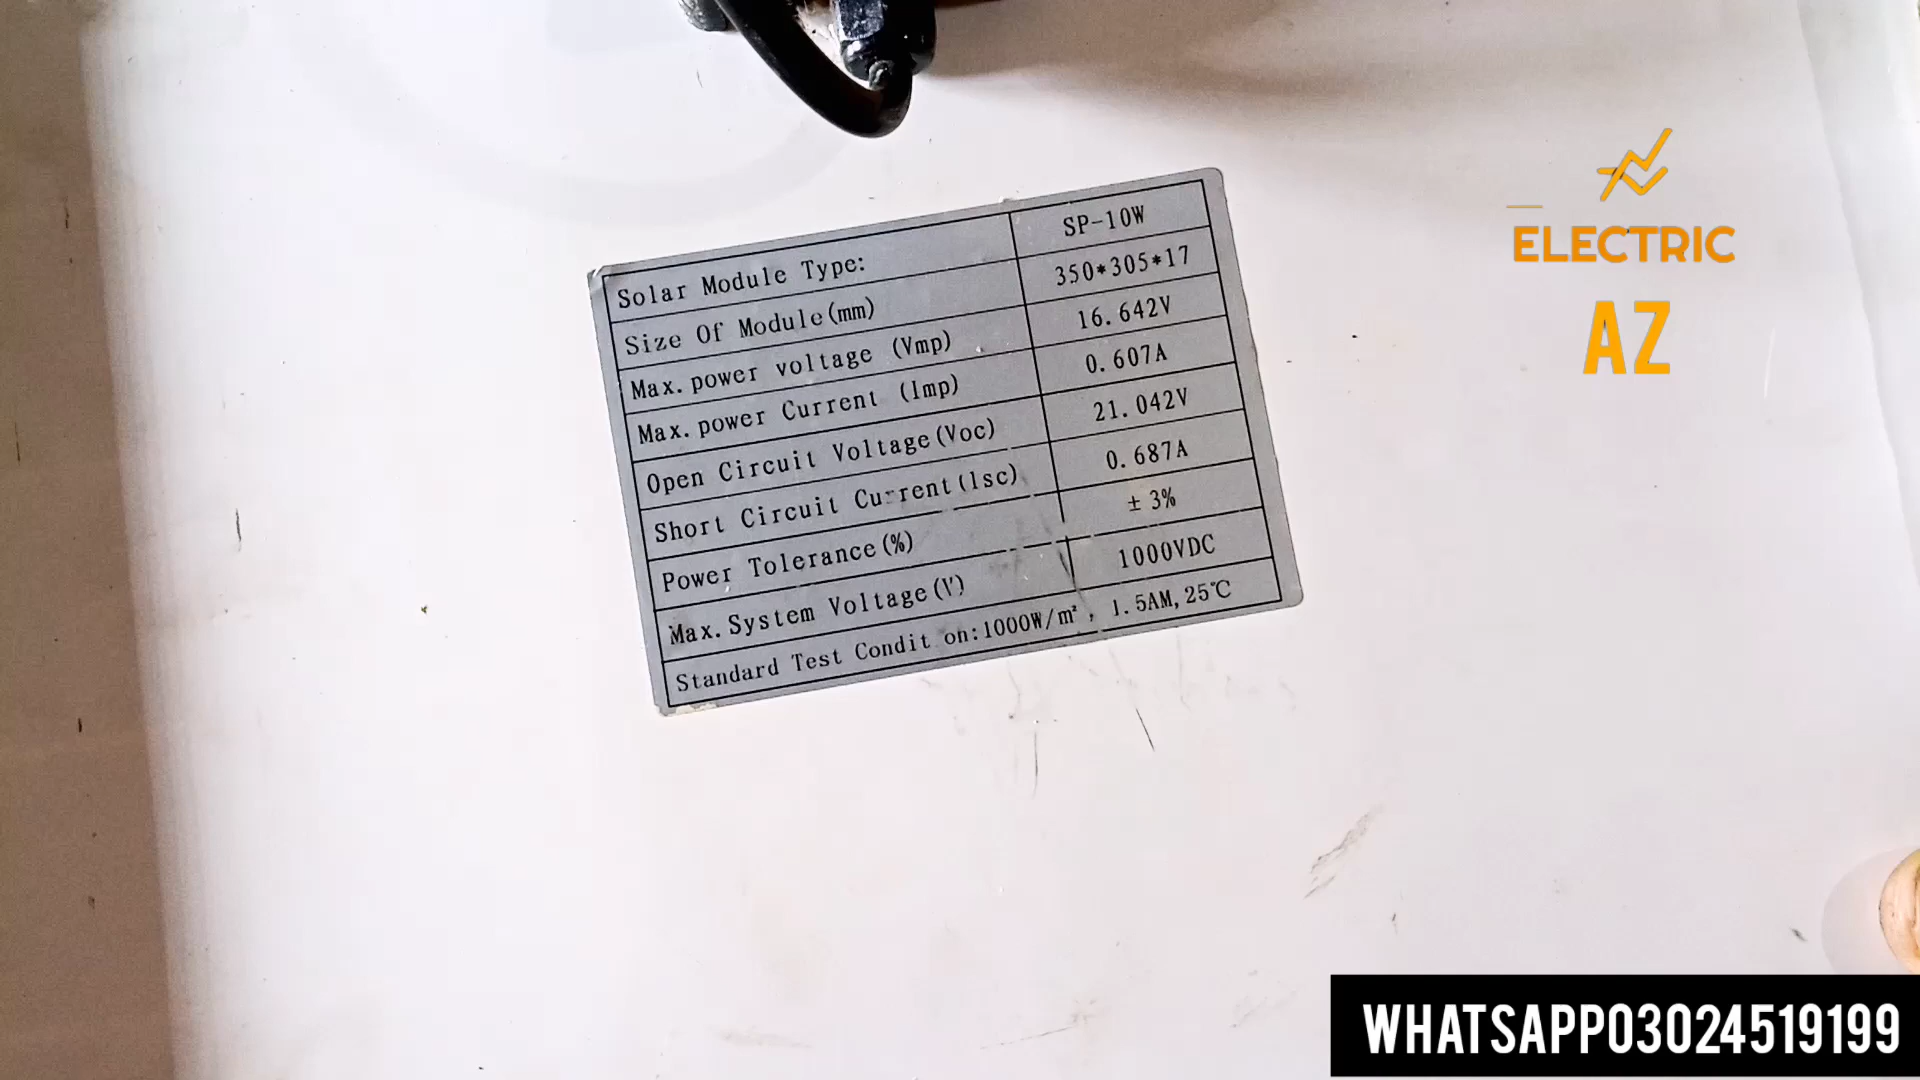 Solar Module Type: SP-10W
Size Of Module(mm) 350*305*17
Max. power voltage (Vmp) 16.642V
Max. power Current (Imp) 0.607A
Open Circuit Voltage(Voc) 21.042V
Short Circuit Current(Isc) 0.687A
Power Tolerance(%) ± 3%
Max. System Voltage(V) 1000VDC
Standard Test Condit on:1000W/m², 1.5AM, 25℃
ELECTRIC
AZ
WHATSAPP03024519199